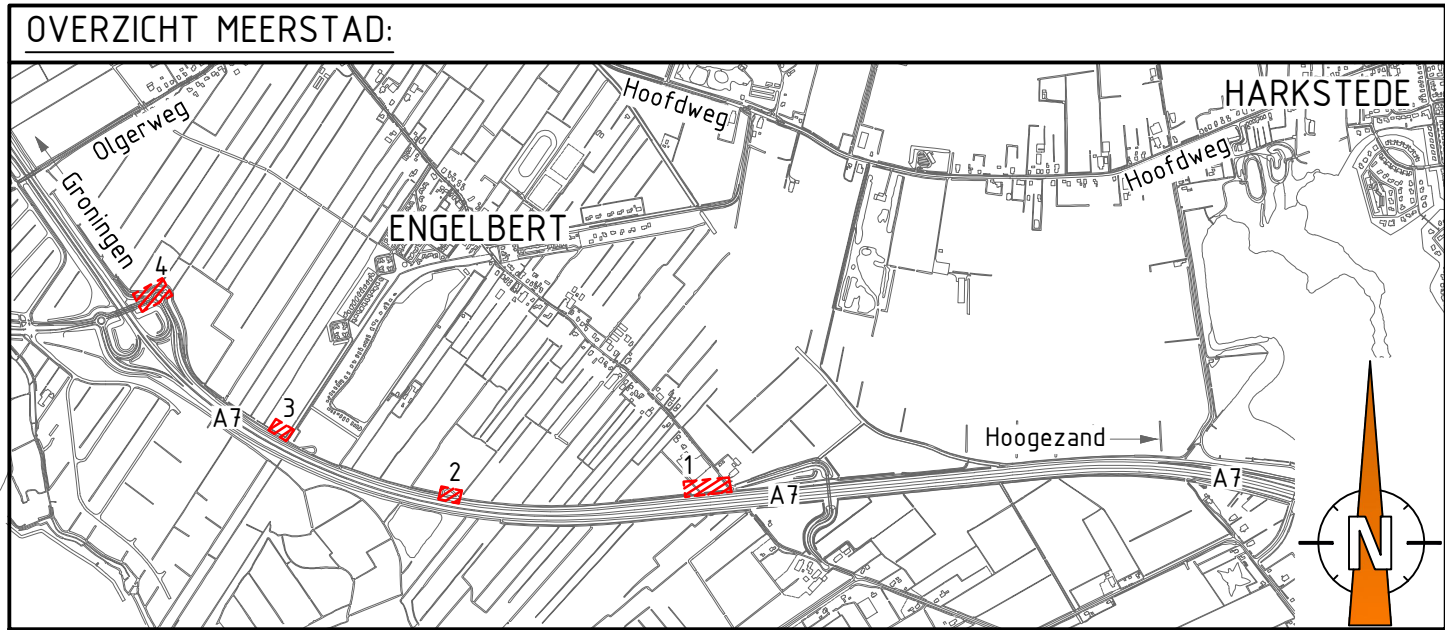 OVERZICHT MEERSTAD:
Hoofdweg
HARKSTEDE
Olgerweg
Hoofdweg
Groningen
ENGELBERT
4
A7
3
Hoogezand
2
1
A7
A7
N